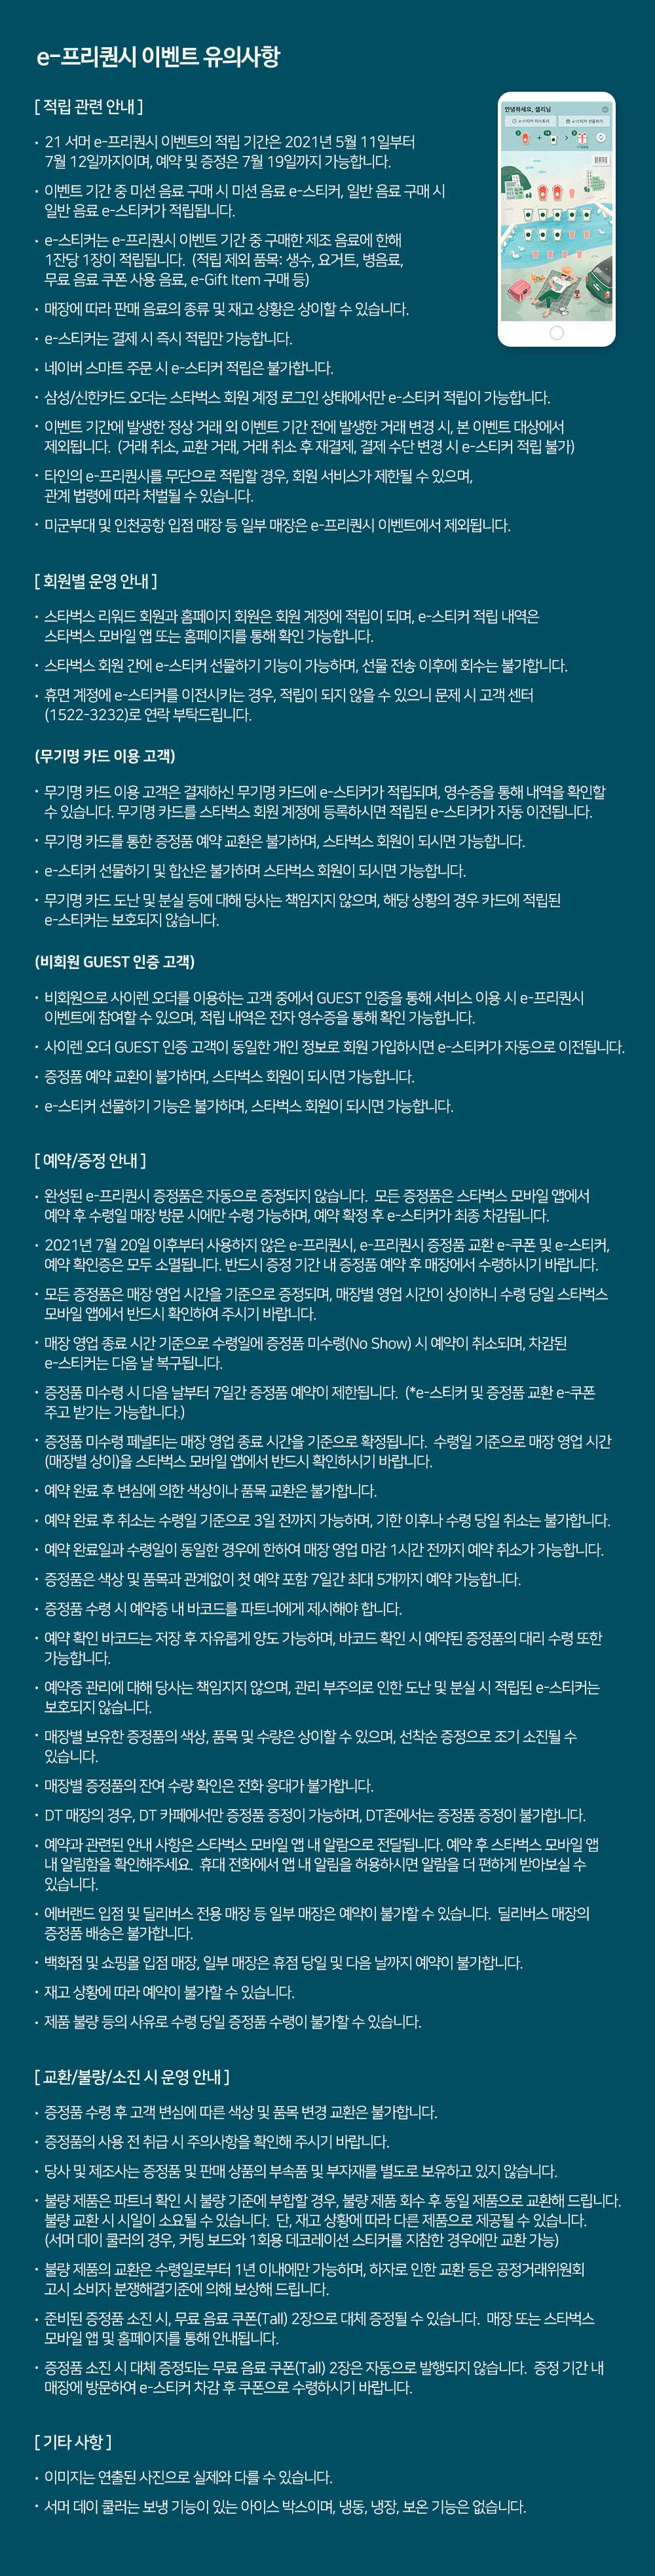 e-프리퀀시 이벤트 유의사항
[ 적립 관련 안내 ]
안녕하세요, 샐리님
e-스티커 히스토리
e-스티커 선물하기
• 21 서머 e-프리퀀시 이벤트의 적립 기간은 2021년 5월 11일부터
7월 12일까지이며, 예약 및 증정은 7월 19일까지 가능합니다.
• 이벤트 기간 중 미션 음료 구매 시 미션 음료 e-스티커, 일반 음료 구매 시
일반 음료 e-스티커가 적립됩니다.
• e-스티커는 e-프리퀀시 이벤트 기간 중 구매한 제조 음료에 한해
1잔당 1장이 적립됩니다. (적립 제외 품목: 생수, 요거트, 병음료,
무료 음료 쿠폰 사용 음료, e-Gift Item 구매 등)
• 매장에 따라 판매 음료의 종류 및 재고 상황은 상이할 수 있습니다.
• e-스티커는 결제 시 즉시 적립만 가능합니다.
• 네이버 스마트 주문 시 e-스티커 적립은 불가합니다.
• 삼성/신한카드 오더는 스타벅스 회원 계정 로그인 상태에서만 e-스티커 적립이 가능합니다.
• 이벤트 기간에 발생한 정상 거래 외 이벤트 기간 전에 발생한 거래 변경 시, 본 이벤트 대상에서
제외됩니다. (거래 취소, 교환 거래, 거래 취소 후 재결제, 결제 수단 변경 시 e-스티커 적립 불가)
• 타인의 e-프리퀀시를 무단으로 적립할 경우, 회원 서비스가 제한될 수 있으며,
관계 법령에 따라 처벌될 수 있습니다.
• 미군부대 및 인천공항 입점 매장 등 일부 매장은 e-프리퀀시 이벤트에서 제외됩니다.
[ 회원별 운영 안내 ]
• 스타벅스 리워드 회원과 홈페이지 회원은 회원 계정에 적립이 되며, e-스티커 적립 내역은
스타벅스 모바일 앱 또는 홈페이지를 통해 확인 가능합니다.
• 스타벅스 회원 간에 e-스티커 선물하기 기능이 가능하며, 선물 전송 이후에 회수는 불가합니다.
• 휴면 계정에 e-스티커를 이전시키는 경우, 적립이 되지 않을 수 있으니 문제 시 고객 센터
(1522-3232)로 연락 부탁드립니다.
(무기명 카드 이용 고객)
• 무기명 카드 이용 고객은 결제하신 무기명 카드에 e-스티커가 적립되며, 영수증을 통해 내역을 확인할
수 있습니다. 무기명 카드를 스타벅스 회원 계정에 등록하시면 적립된 e-스티커가 자동 이전됩니다.
• 무기명 카드를 통한 증정품 예약 교환은 불가하며, 스타벅스 회원이 되시면 가능합니다.
• e-스티커 선물하기 및 합산은 불가하며 스타벅스 회원이 되시면 가능합니다.
• 무기명 카드 도난 및 분실 등에 대해 당사는 책임지지 않으며, 해당 상황의 경우 카드에 적립된
e-스티커는 보호되지 않습니다.
(비회원 GUEST 인증 고객)
• 비회원으로 사이렌 오더를 이용하는 고객 중에서 GUEST 인증을 통해 서비스 이용 시 e-프리퀀시
이벤트에 참여할 수 있으며, 적립 내역은 전자 영수증을 통해 확인 가능합니다.
• 사이렌 오더 GUEST 인증 고객이 동일한 개인 정보로 회원 가입하시면 e-스티커가 자동으로 이전됩니다.
• 증정품 예약 교환이 불가하며, 스타벅스 회원이 되시면 가능합니다.
• e-스티커 선물하기 기능은 불가하며, 스타벅스 회원이 되시면 가능합니다.
[ 예약/증정 안내 ]
• 완성된 e-프리퀀시 증정품은 자동으로 증정되지 않습니다. 모든 증정품은 스타벅스 모바일 앱에서
예약 후 수령일 매장 방문 시에만 수령 가능하며, 예약 확정 후 e-스티커가 최종 차감됩니다.
• 2021년 7월 20일 이후부터 사용하지 않은 e-프리퀀시, e-프리퀀시 증정품 교환 e-쿠폰 및 e-스티커,
예약 확인증은 모두 소멸됩니다. 반드시 증정 기간 내 증정품 예약 후 매장에서 수령하시기 바랍니다.
• 모든 증정품은 매장 영업 시간을 기준으로 증정되며, 매장별 영업 시간이 상이하니 수령 당일 스타벅스
모바일 앱에서 반드시 확인하여 주시기 바랍니다.
• 매장 영업 종료 시간 기준으로 수령일에 증정품 미수령(No Show) 시 예약이 취소되며, 차감된
e-스티커는 다음 날 복구됩니다.
• 증정품 미수령 시 다음 날부터 7일간 증정품 예약이 제한됩니다. (*e-스티커 및 증정품 교환 e-쿠폰
주고 받기는 가능합니다.)
• 증정품 미수령 페널티는 매장 영업 종료 시간을 기준으로 확정됩니다. 수령일 기준으로 매장 영업 시간
(매장별 상이)을 스타벅스 모바일 앱에서 반드시 확인하시기 바랍니다.
• 예약 완료 후 변심에 의한 색상이나 품목 교환은 불가합니다.
• 예약 완료 후 취소는 수령일 기준으로 3일 전까지 가능하며, 기한 이후나 수령 당일 취소는 불가합니다.
• 예약 완료일과 수령일이 동일한 경우에 한하여 매장 영업 마감 1시간 전까지 예약 취소가 가능합니다.
• 증정품은 색상 및 품목과 관계없이 첫 예약 포함 7일간 최대 5개까지 예약 가능합니다.
• 증정품 수령 시 예약증 내 바코드를 파트너에게 제시해야 합니다.
• 예약 확인 바코드는 저장 후 자유롭게 양도 가능하며, 바코드 확인 시 예약된 증정품의 대리 수령 또한
가능합니다.
• 예약증 관리에 대해 당사는 책임지지 않으며, 관리 부주의로 인한 도난 및 분실 시 적립된 e-스티커는
보호되지 않습니다.
• 매장별 보유한 증정품의 색상, 품목 및 수량은 상이할 수 있으며, 선착순 증정으로 조기 소진될 수
있습니다.
• 매장별 증정품의 잔여 수량 확인은 전화 응대가 불가합니다.
• DT 매장의 경우, DT 카페에서만 증정품 증정이 가능하며, DT존에서는 증정품 증정이 불가합니다.
• 예약과 관련된 안내 사항은 스타벅스 모바일 앱 내 알람으로 전달됩니다. 예약 후 스타벅스 모바일 앱
내 알림함을 확인해주세요. 휴대 전화에서 앱 내 알림을 허용하시면 알람을 더 편하게 받아보실 수
있습니다.
• 에버랜드 입점 및 딜리버스 전용 매장 등 일부 매장은 예약이 불가할 수 있습니다. 딜리버스 매장의
증정품 배송은 불가합니다.
• 백화점 및 쇼핑몰 입점 매장, 일부 매장은 휴점 당일 및 다음 날까지 예약이 불가합니다.
• 재고 상황에 따라 예약이 불가할 수 있습니다.
• 제품 불량 등의 사유로 수령 당일 증정품 수령이 불가할 수 있습니다.
[ 교환/불량/소진 시 운영 안내 ]
• 증정품 수령 후 고객 변심에 따른 색상 및 품목 변경 교환은 불가합니다.
• 증정품의 사용 전 취급 시 주의사항을 확인해 주시기 바랍니다.
• 당사 및 제조사는 증정품 및 판매 상품의 부속품 및 부자재를 별도로 보유하고 있지 않습니다.
• 불량 제품은 파트너 확인 시 불량 기준에 부합할 경우, 불량 제품 회수 후 동일 제품으로 교환해 드립니다.
불량 교환 시 시일이 소요될 수 있습니다. 단, 재고 상황에 따라 다른 제품으로 제공될 수 있습니다.
(서머 데이 쿨러의 경우, 커팅 보드와 1회용 데코레이션 스티커를 지참한 경우에만 교환 가능)
• 불량 제품의 교환은 수령일로부터 1년 이내에만 가능하며, 하자로 인한 교환 등은 공정거래위원회
고시 소비자 분쟁해결기준에 의해 보상해 드립니다.
• 준비된 증정품 소진 시, 무료 음료 쿠폰(Tall) 2장으로 대체 증정될 수 있습니다. 매장 또는 스타벅스
모바일 앱 및 홈페이지를 통해 안내됩니다.
• 증정품 소진 시 대체 증정되는 무료 음료 쿠폰(Tall) 2장은 자동으로 발행되지 않습니다. 증정 기간 내
매장에 방문하여 e-스티커 차감 후 쿠폰으로 수령하시기 바랍니다.
[ 기타 사항 ]
• 이미지는 연출된 사진으로 실제와 다를 수 있습니다.
• 서머 데이 쿨러는 보냉 기능이 있는 아이스 박스이며, 냉동, 냉장, 보온 기능은 없습니다.